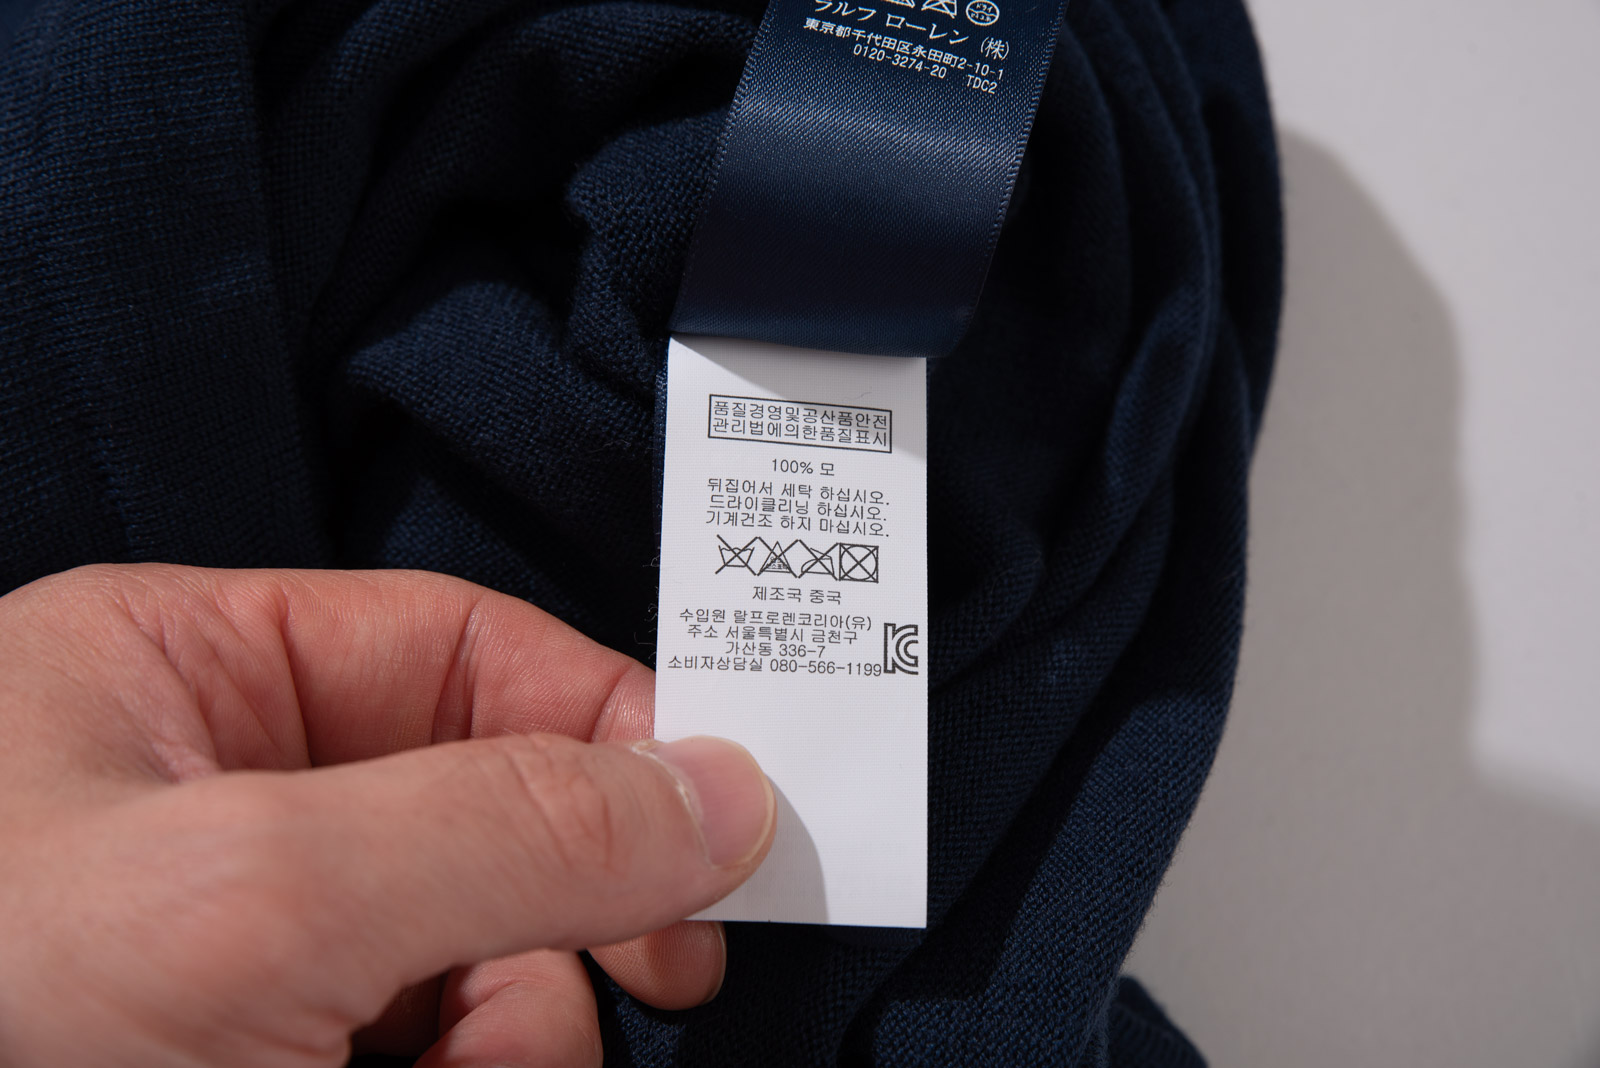 ラルフ ローレン (株)
東京都千代田区永田町2-10-1
0120-3274-20 TDC2
품질경영및공산품안전
관리법에의한품질표시
100% 모
뒤집어서 세탁 하십시오.
드라이클리닝 하십시오.
기계건조 하지 마십시오.
제조국 중국
수입원 랄프로렌코리아(유)
주소 서울특별시 금천구
가산동 336-7
소비자상담실 080-566-1199